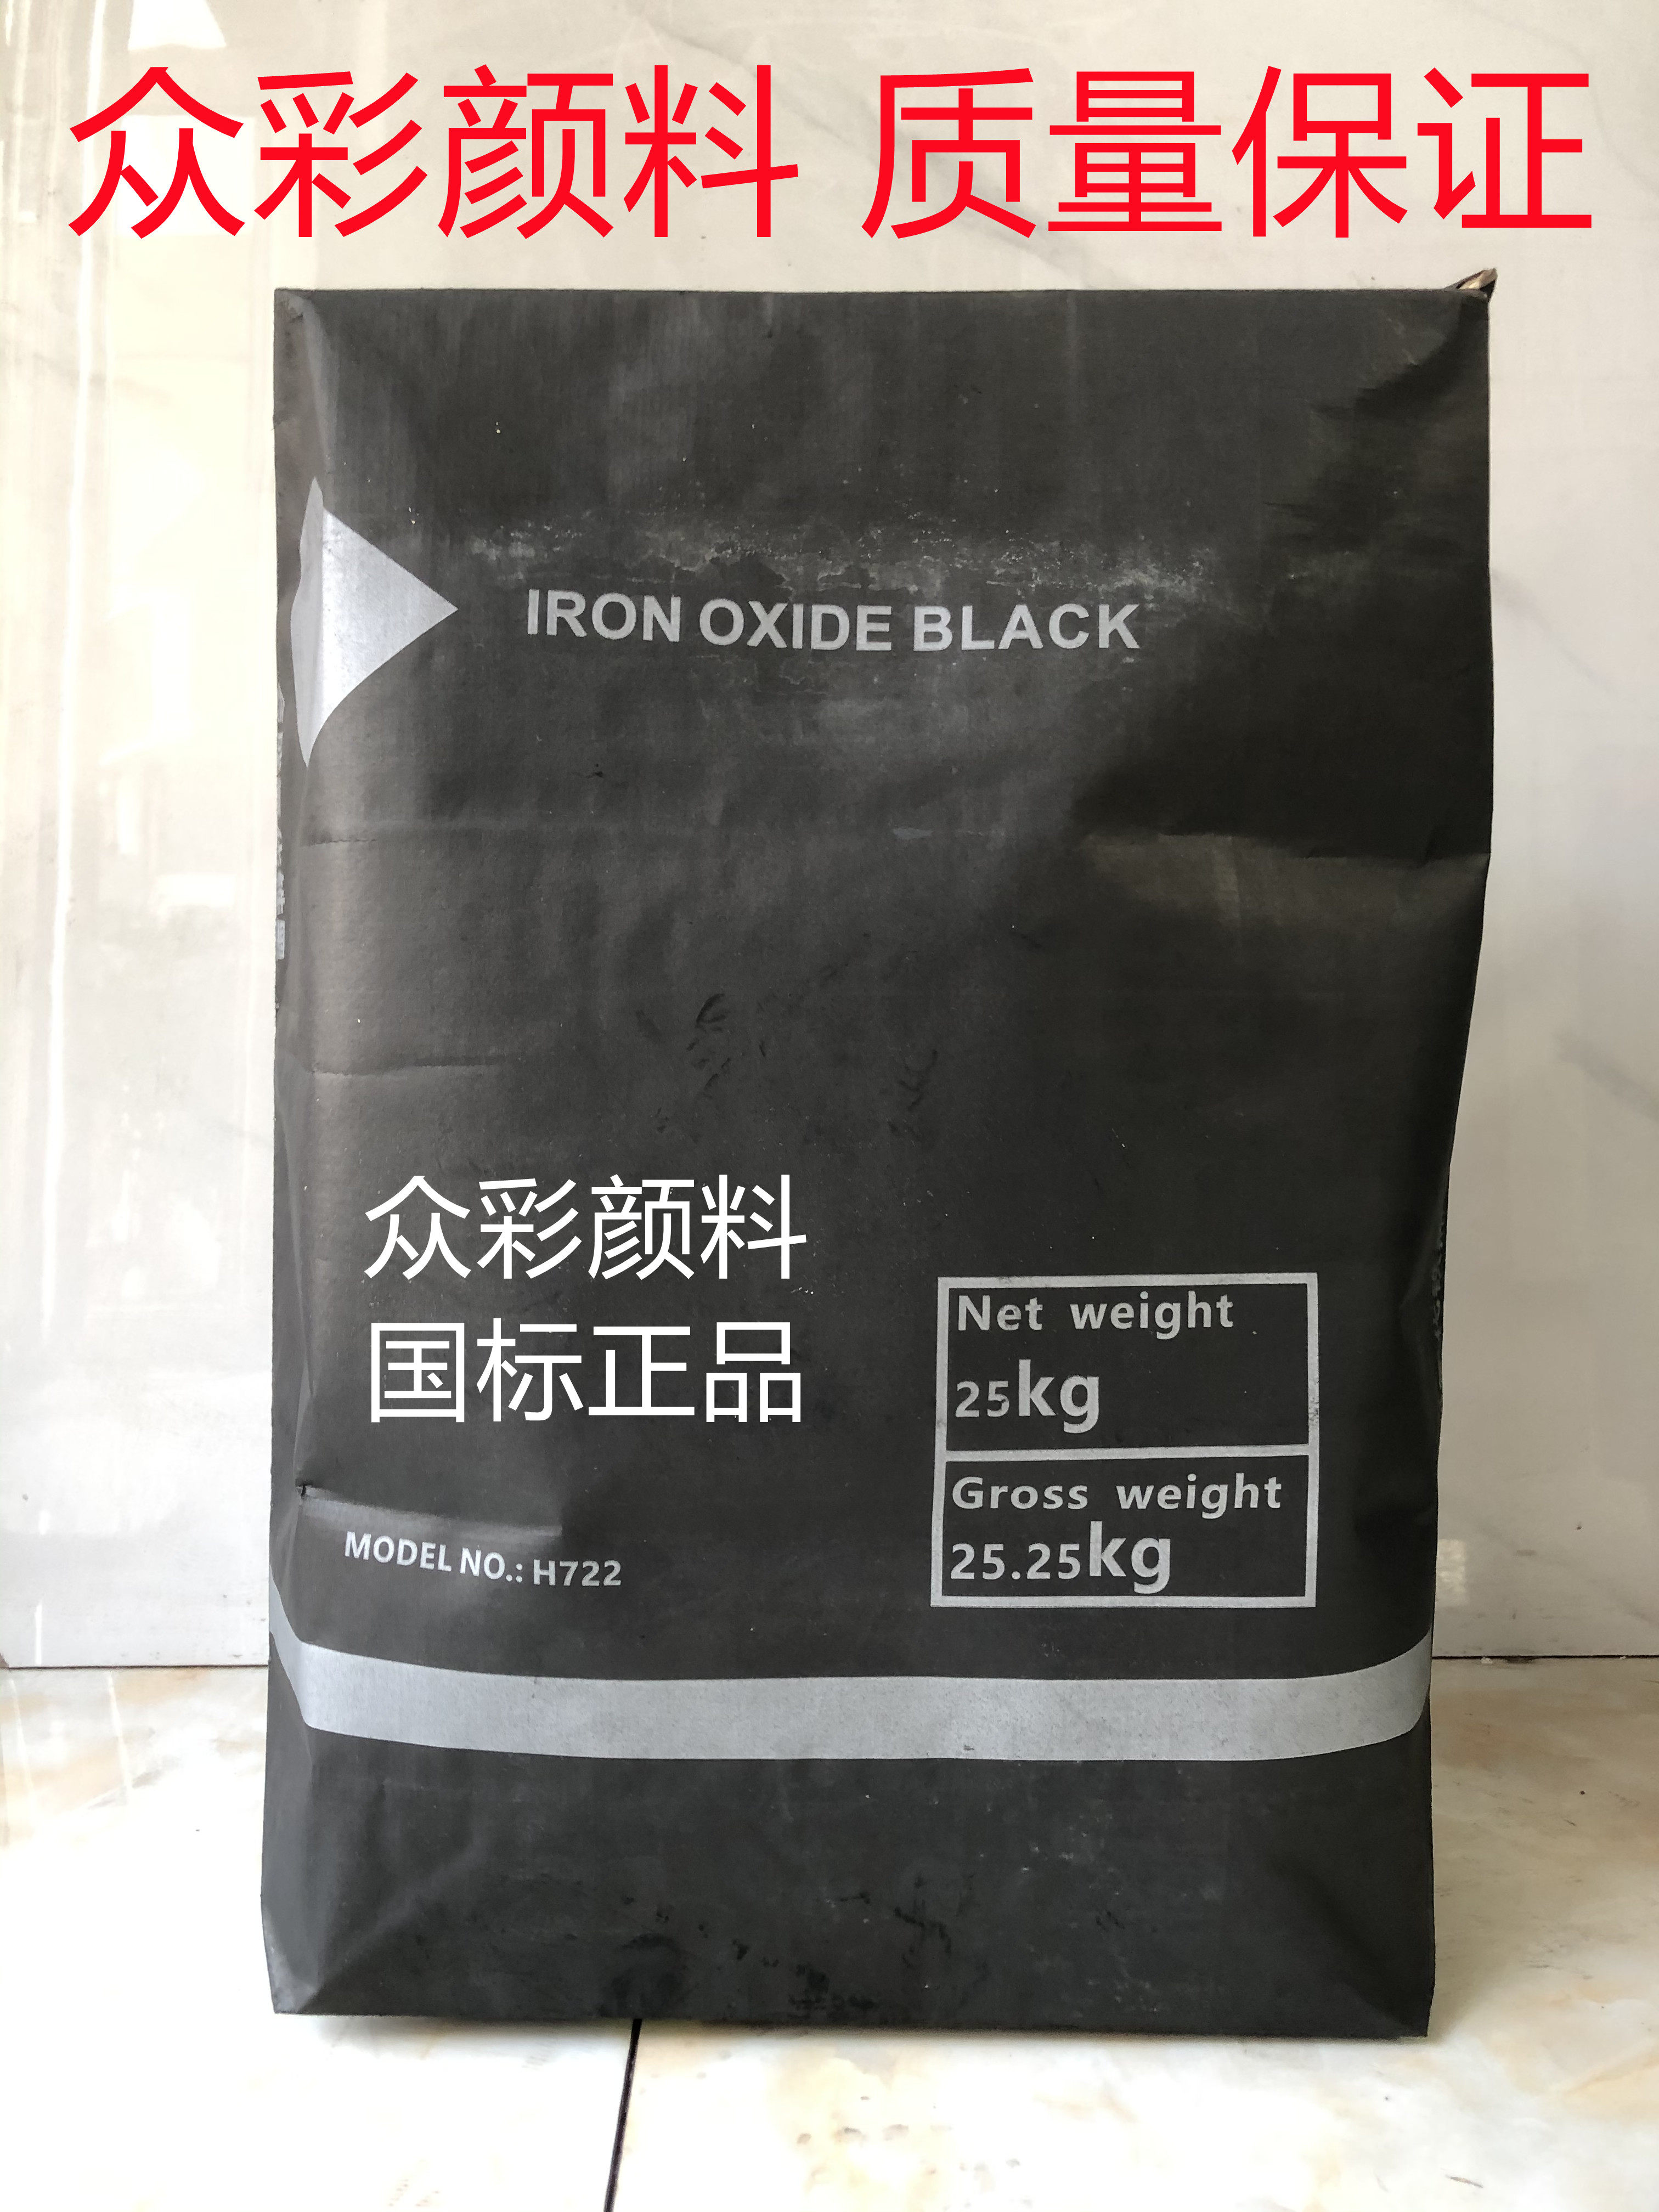 众彩颜料 质量保证
IRON OXIDE BLACK
众彩颜料
国标正品
Net weight
25kg
Gross weight
25.25kg
MODEL NO.: H722